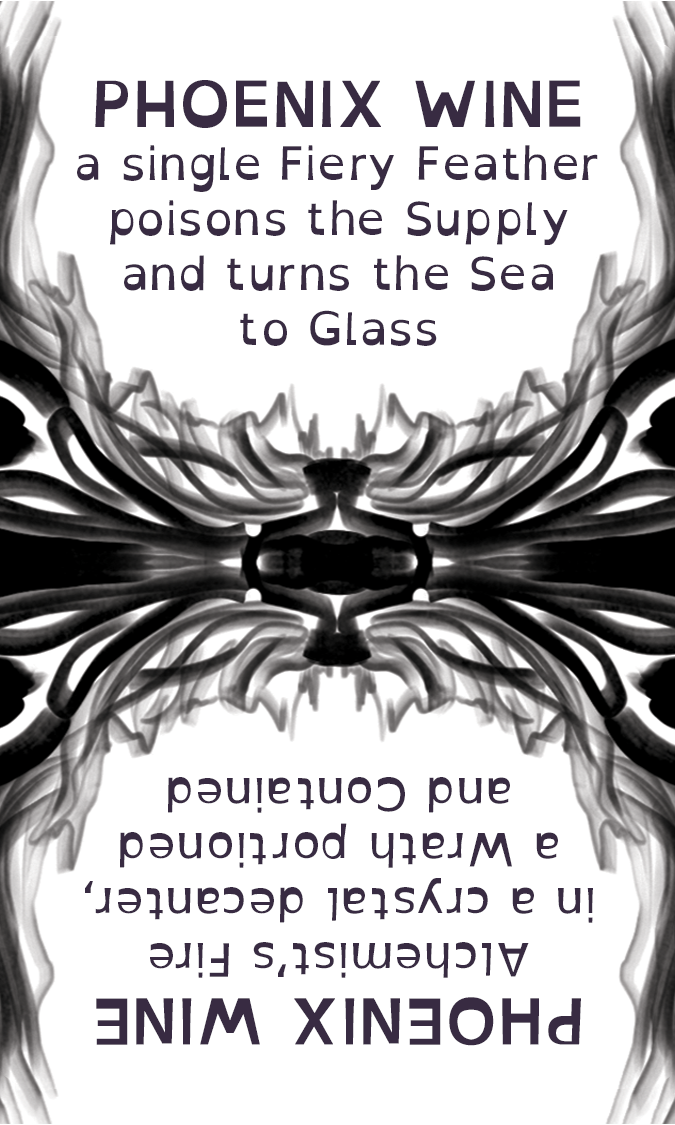 PHOENIX WINE
a single Fiery Feather
poisons the Supply
and turns the Sea
to Glass
PHOENIX WINE
Alchemist's Fire
in a crystal decanter,
a Wrath portioned
and Contained